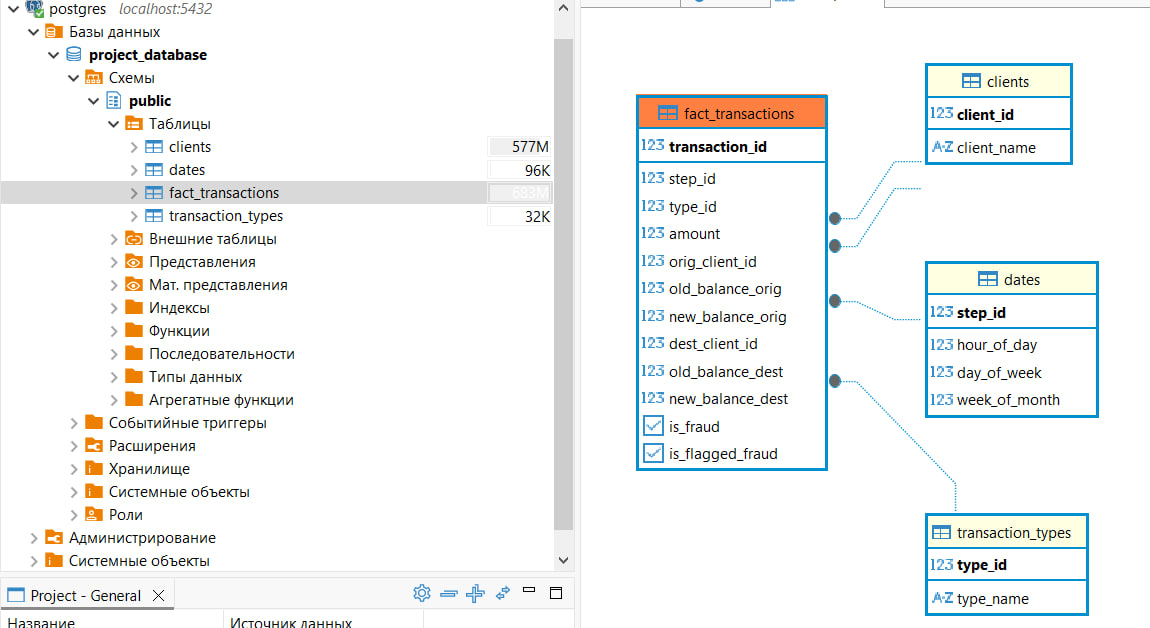 postgres localhost:5432
Базы данных
project_database
Схемы
public
Таблицы
clients 577M
dates 96K
fact_transactions 683M
transaction_types 32K
Внешние таблицы
Представления
Мат. представления
Индексы
Функции
Последовательности
Типы данных
Агрегатные функции
Событийные триггеры
Расширения
Хранилище
Системные объекты
Роли
Администрирование
Системные объекты
Project - General
Название Источник данных
fact_transactions
123 transaction_id
123 step_id
123 type_id
123 amount
123 orig_client_id
123 old_balance_orig
123 new_balance_orig
123 dest_client_id
123 old_balance_dest
123 new_balance_dest
is_fraud
is_flagged_fraud
clients
123 client_id
A-Z client_name
dates
123 step_id
123 hour_of_day
123 day_of_week
123 week_of_month
transaction_types
123 type_id
A-Z type_name